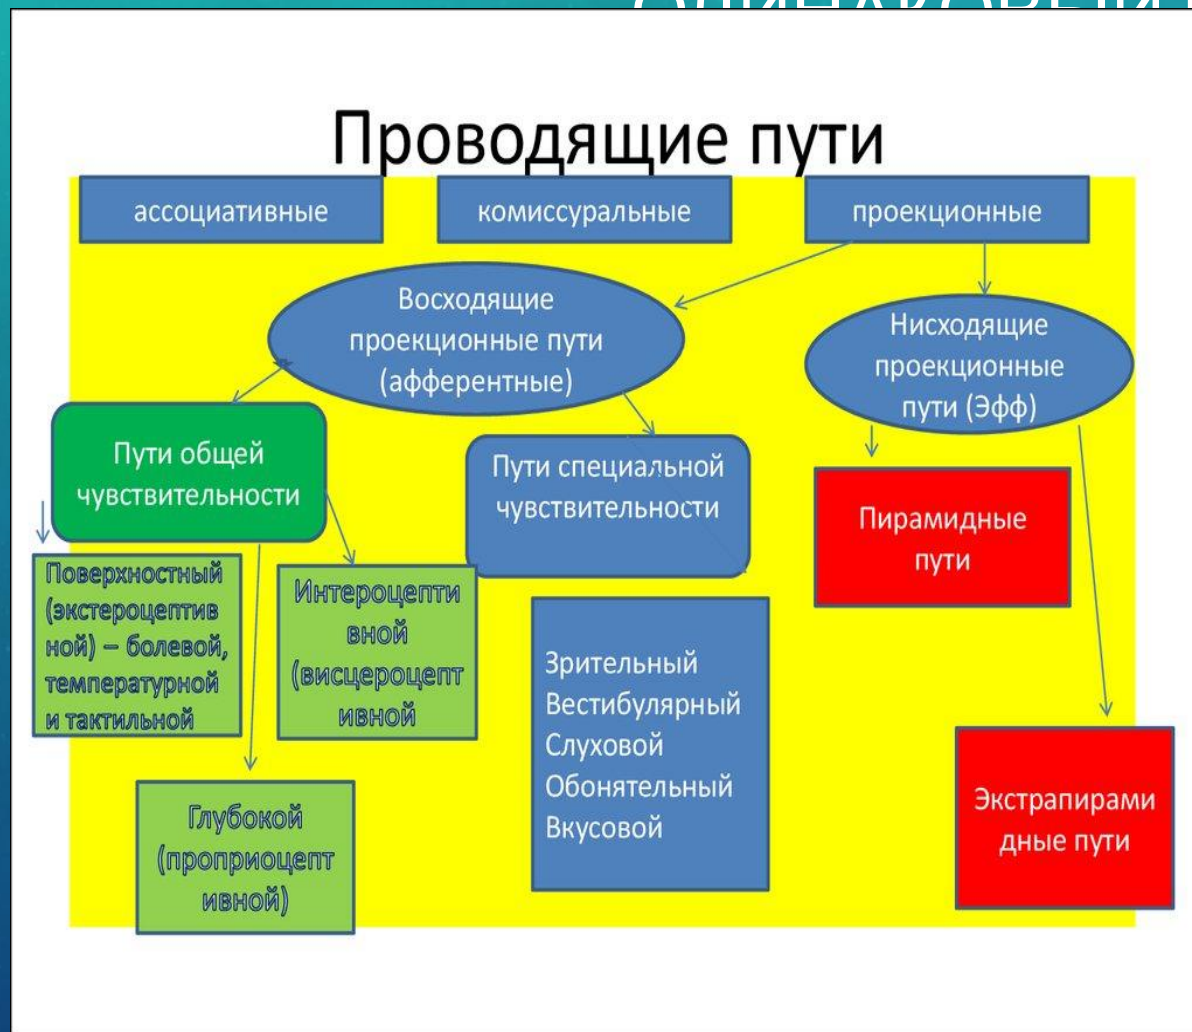 Проводящие пути
ассоциативные
комиссуральные
проекционные
Восходящие
проекционные пути
(афферентные)
Нисходящие
проекционные
пути (Эфф)
Пути общей
чувствительности
Пути специальной
чувствительности
Пирамидные
пути
Поверхностный
(экстероцептив
ной) – болевой,
температурной
и тактильной
Интероцепти
вной
(висцероцепт
ивной
Зрительный
Вестибулярный
Слуховой
Обонятельный
Вкусовой
Глубокой
(проприоцепт
ивной)
Экстрапирами
дные пути